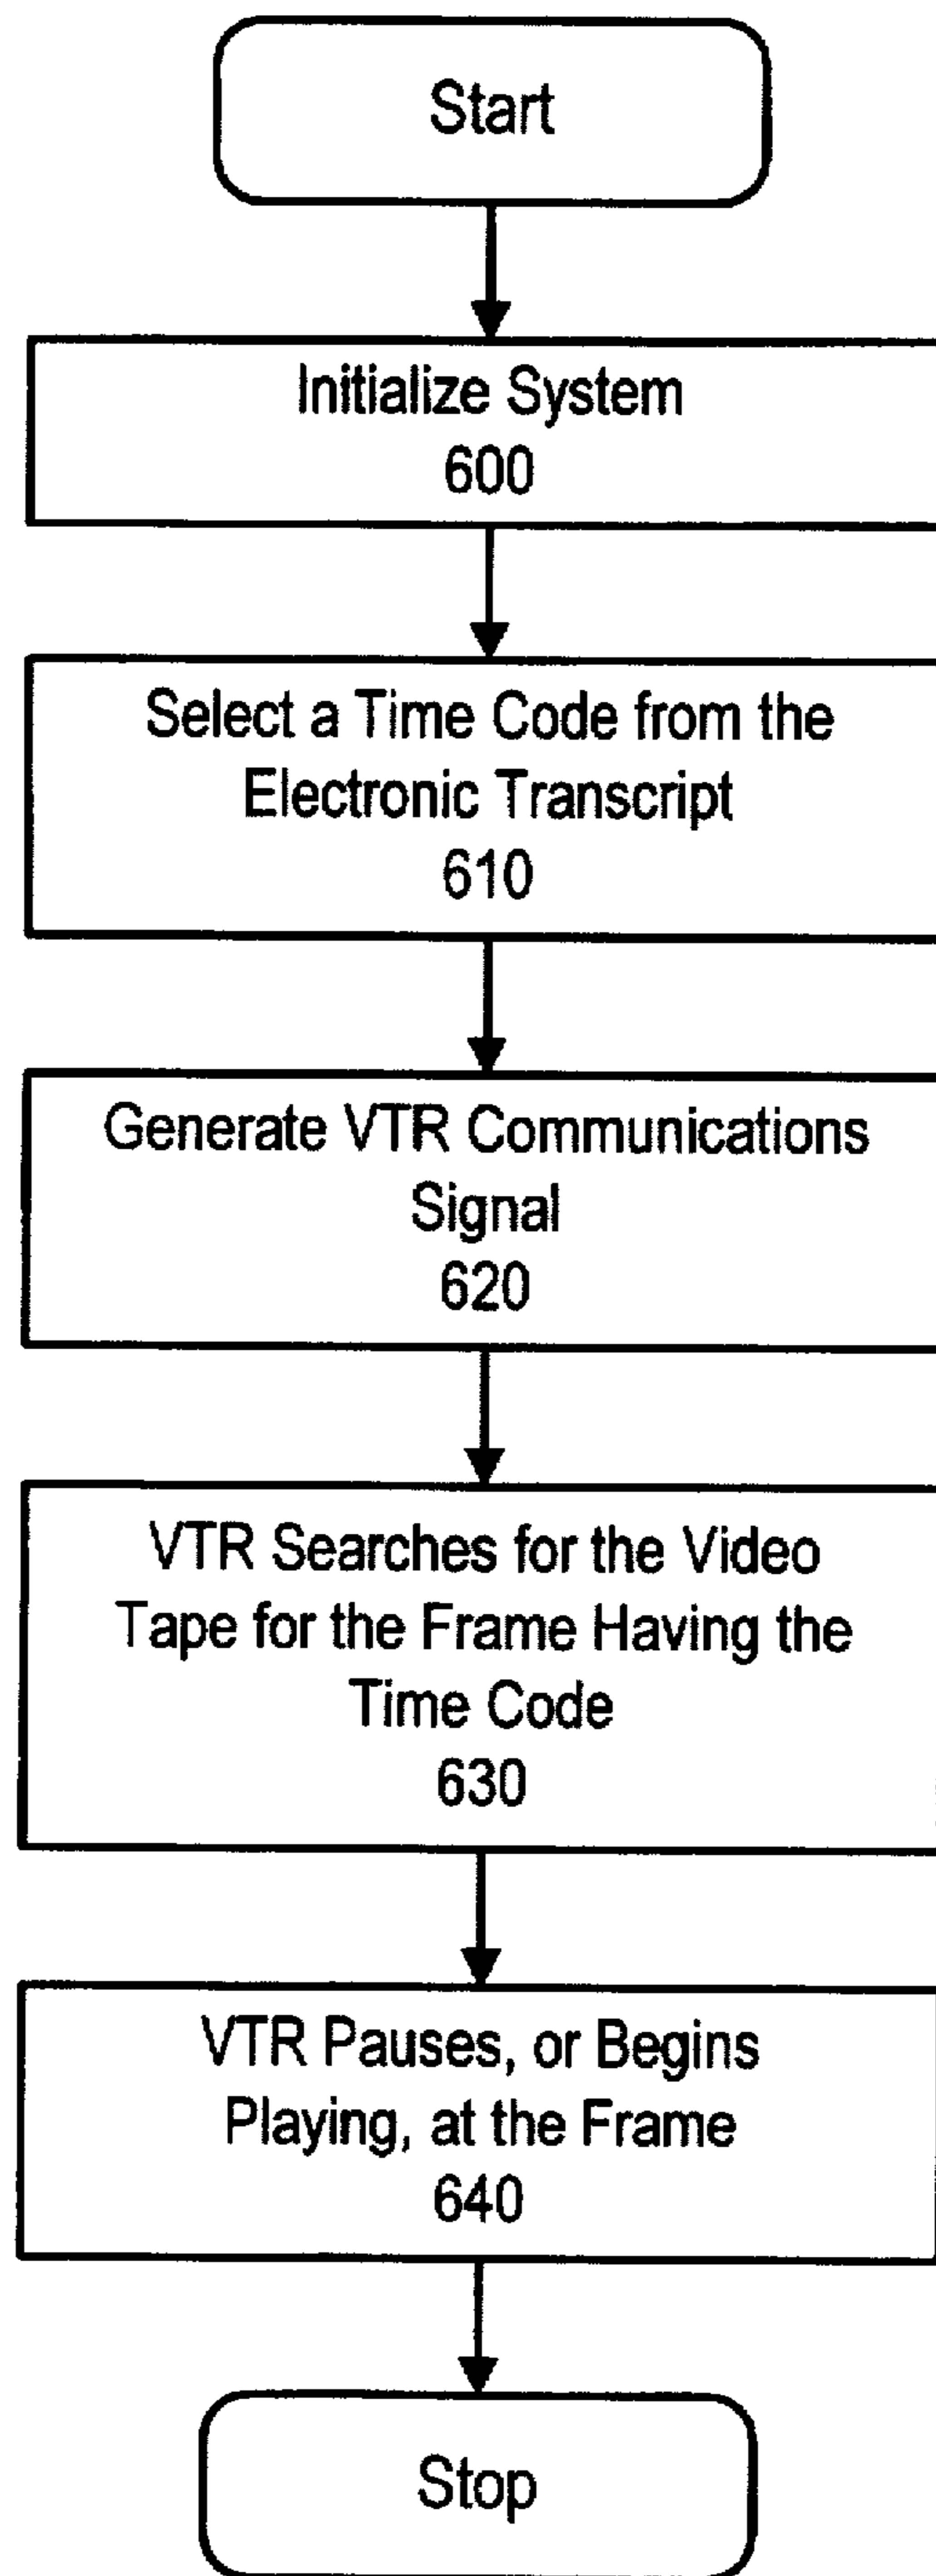 Start
Initialize System
600
Select a Time Code from the
Electronic Transcript
610
Generate VTR Communications
Signal
620
VTR Searches for the Video
Tape for the Frame Having the
Time Code
630
VTR Pauses, or Begins
Playing, at the Frame
640
Stop